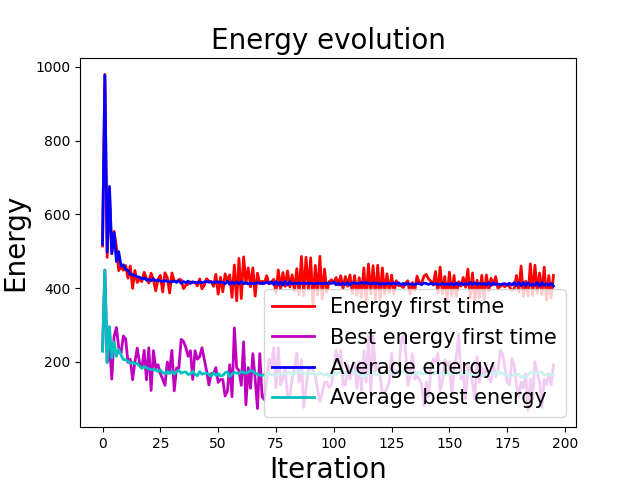 Energy evolution
Energy
1000
800
600
400
200
Energy first time
Best energy first time
Average energy
Average best energy
0 25 50 75 100 125 150 175 200
Iteration